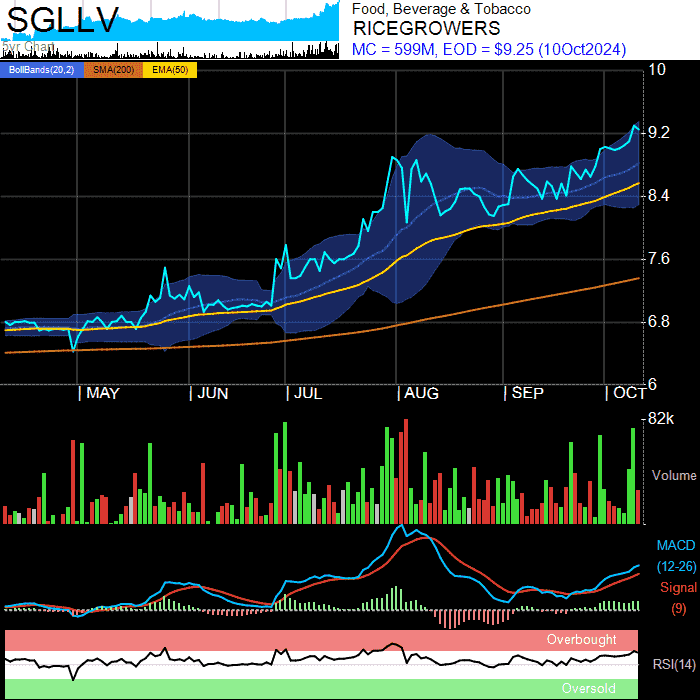 SGLLV
5yr Chart
Food, Beverage & Tobacco
RICEGROWERS
MC = 599M, EOD = $9.25 (10Oct2024)
BollBands(20,2) SMA(200) EMA(50)
10
9.2
8.4
7.6
6.8
6
| MAY | JUN | JUL | AUG | SEP | OCT
82k
Volume
MACD
(12-26)
Signal
(9)
Overbought
RSI(14)
Oversold